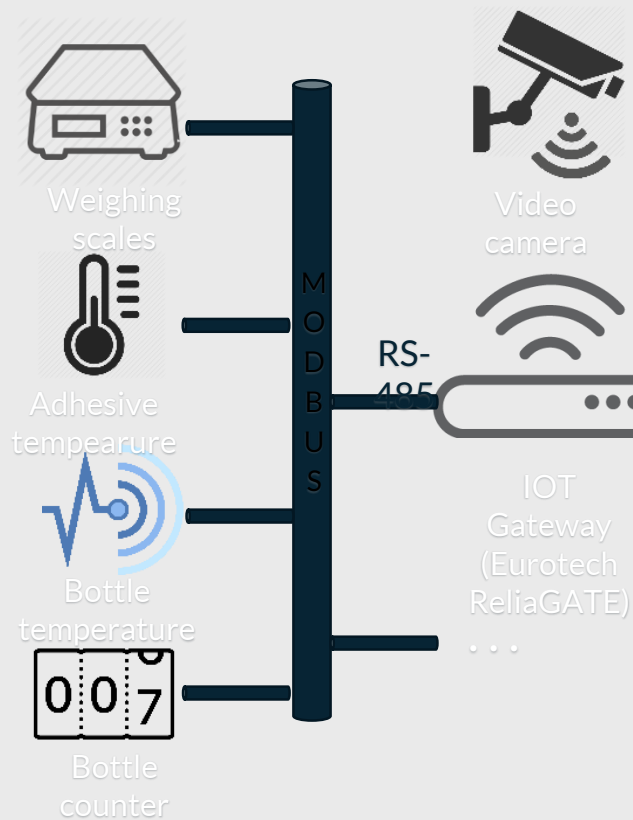 Weighing
scales
Adhesive
tempearure
Bottle
temperature
0 0 7
Bottle
counter
M
O
D
B
U
S
RS-
485
Video
camera
IOT
Gateway
(Eurotech
ReliaGATE)
. . .